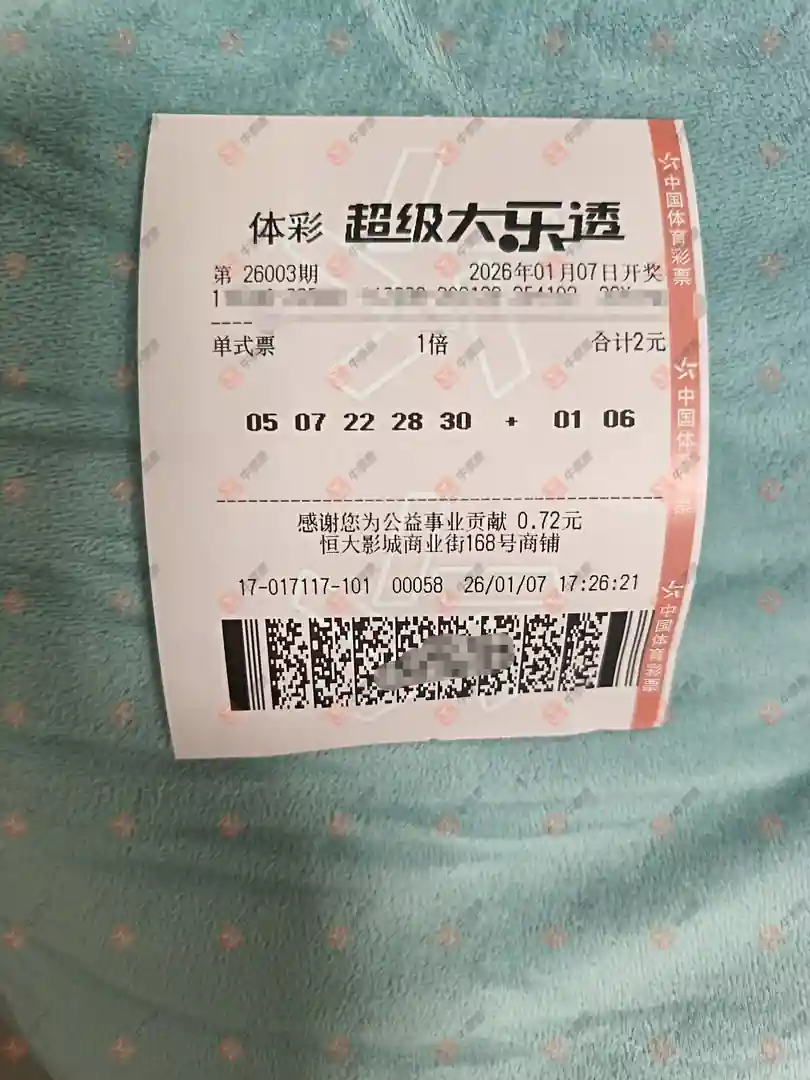 体彩 超级大乐透
第 26003期 2026年01月07日开奖
单式票 1倍 合计2元
05 07 22 28 30 + 01 06
感谢您为公益事业贡献 0.72元
恒大影城商业街168号商铺
17-017117-101 00058 26/01/07 17:26:21
中国体育彩票
中国体
中国体育彩票